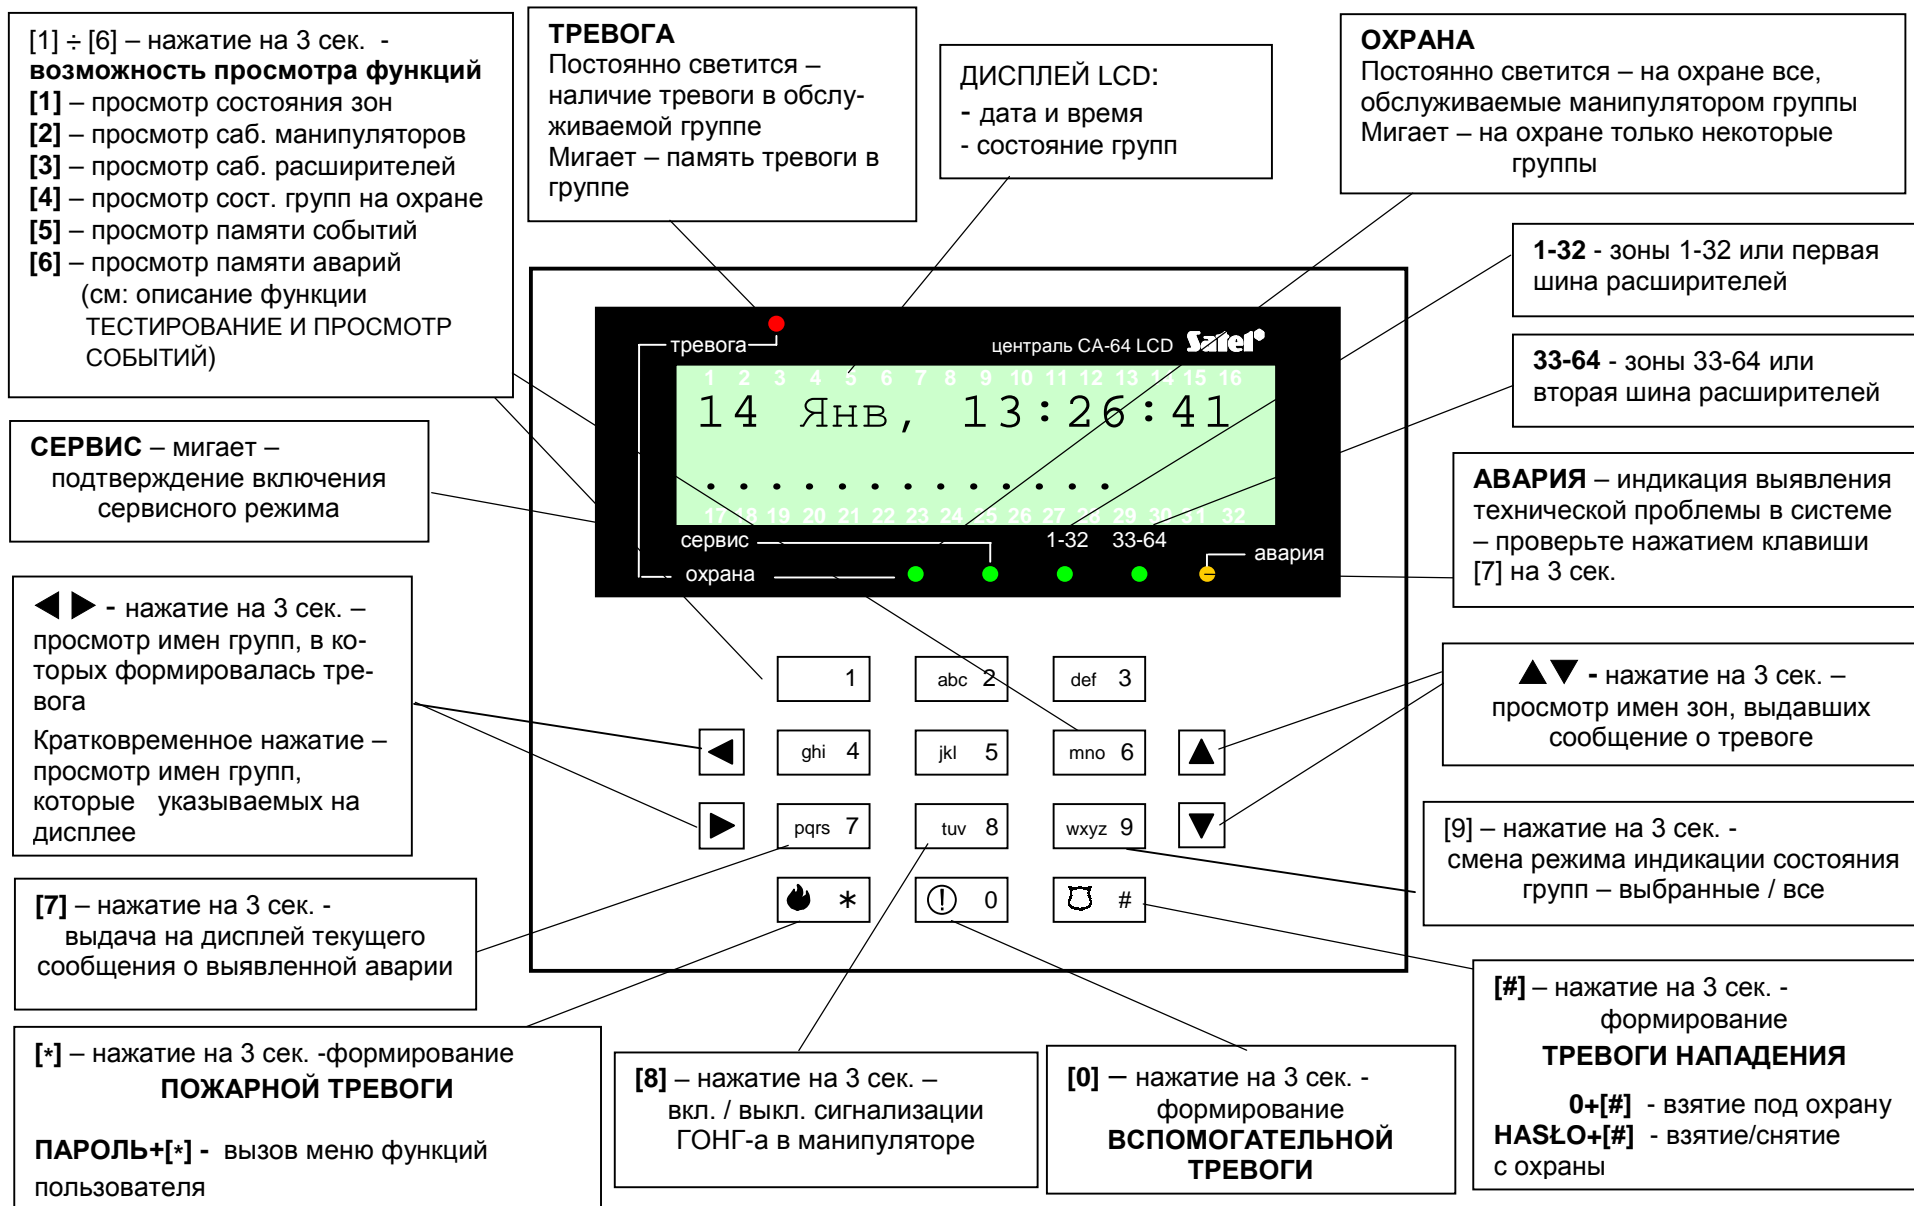 [1] ÷ [6] – нажатие на 3 сек. -
возможность просмотра функций
[1] – просмотр состояния зон
[2] – просмотр саб. манипуляторов
[3] – просмотр саб. расширителей
[4] – просмотр сост. групп на охране
[5] – просмотр памяти событий
[6] – просмотр памяти аварий
(см: описание функции
ТЕСТИРОВАНИЕ И ПРОСМОТР
СОБЫТИЙ)
ТРЕВОГА
Постоянно светится –
наличие тревоги в обслу-
живаемой группе
Мигает – память тревоги в
группе
ДИСПЛЕЙ LCD:
- дата и время
- состояние групп
ОХРАНА
Постоянно светится – на охране все,
обслуживаемые манипулятором группы
Мигает – на охране только некоторые
группы
1-32 - зоны 1-32 или первая
шина расширителей
33-64 - зоны 33-64 или
вторая шина расширителей
СЕРВИС – мигает –
подтверждение включения
сервисного режима
АВАРИЯ – индикация выявления
технической проблемы в системе
– проверьте нажатием клавиши
[7] на 3 сек.
тревога
централь CA-64 LCD Satel
1 2 3 4 5 6 7 8 9 10 11 12 13 14 15 16
14 Янв, 13:26:41
. . . . . . . . . . . . .
17 18 19 20 21 22 23 24 25 26 27 28 29 30 31 32
сервис
1-32 33-64
авария
охрана
◀ ▶ - нажатие на 3 сек. –
просмотр имен групп, в ко-
торых формировалась тре-
вога
Кратковременное нажатие –
просмотр имен групп,
которые указываемых на
дисплее
▲▼ - нажатие на 3 сек. –
просмотр имен зон, выдавших
сообщение о тревоге
1
abc 2
def 3
◀
ghi 4
jkl 5
mno 6
▲
▶
pqrs 7
tuv 8
wxyz 9
▼
*
0
#
[9] – нажатие на 3 сек. -
смена режима индикации состояния
групп – выбранные / все
[7] – нажатие на 3 сек. -
выдача на дисплей текущего
сообщения о выявленной аварии
[*] – нажатие на 3 сек. -формирование
ПОЖАРНОЙ ТРЕВОГИ
ПАРОЛЬ+[*] - вызов меню функций
пользователя
[8] – нажатие на 3 сек. –
вкл. / выкл. сигнализации
ГОНГ-а в манипуляторе
[0] – нажатие на 3 сек. -
формирование
ВСПОМОГАТЕЛЬНОЙ
ТРЕВОГИ
[#] – нажатие на 3 сек. -
формирование
ТРЕВОГИ НАПАДЕНИЯ
0+[#] - взятие под охрану
HASŁO+[#] - взятие/снятие
с охраны